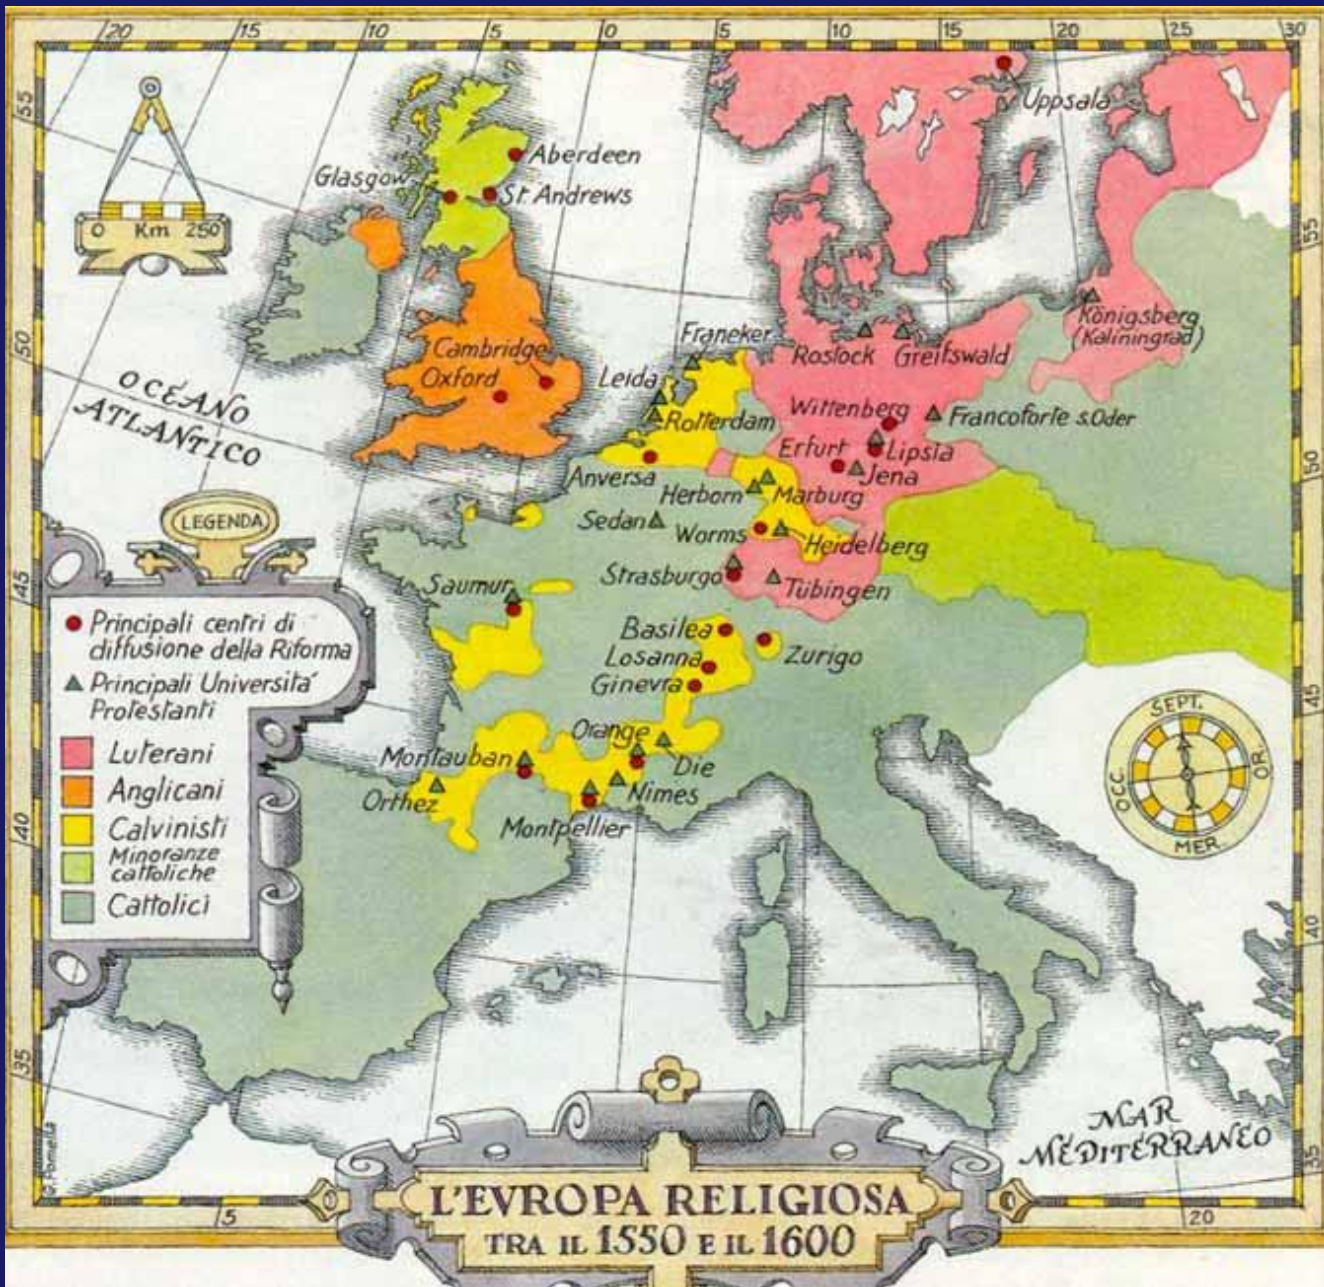 20
15
10
5
0
5
10
15
20
25
30
55
50
45
40
35
55
50
45
40
35
5
20
0 Km 250
Uppsala
Aberdeen
Glasgow
St. Andrews
Königsberg
(Kaliningrad)
Franeker
Rostock
Greifswald
Cambridge
Oxford
Leida
Rotterdam
Wittenberg
Francoforte s.Oder
Erfurt
Lipsia
Jena
Anversa
Herborn
Marburg
Sedan
Worms
Heidelberg
Strasburgo
Tübingen
Saumur
Basilea
Losanna
Zurigo
Ginevra
Orange
Montauban
Die
Orthez
Nimes
Montpellier
OCÉANO
ATLANTICO
LEGENDA
Principali centri di
diffusione della Riforma
Principali Universitá
Protestanti
Luterani
Anglicani
Calvinisti
Minoranze
cattoliche
Cattolici
SEPT.
OCC.
OR.
MER.
MAR
MÉDITÉRRANEO
L'EVROPA RELIGIOSA
TRA IL 1550 E IL 1600